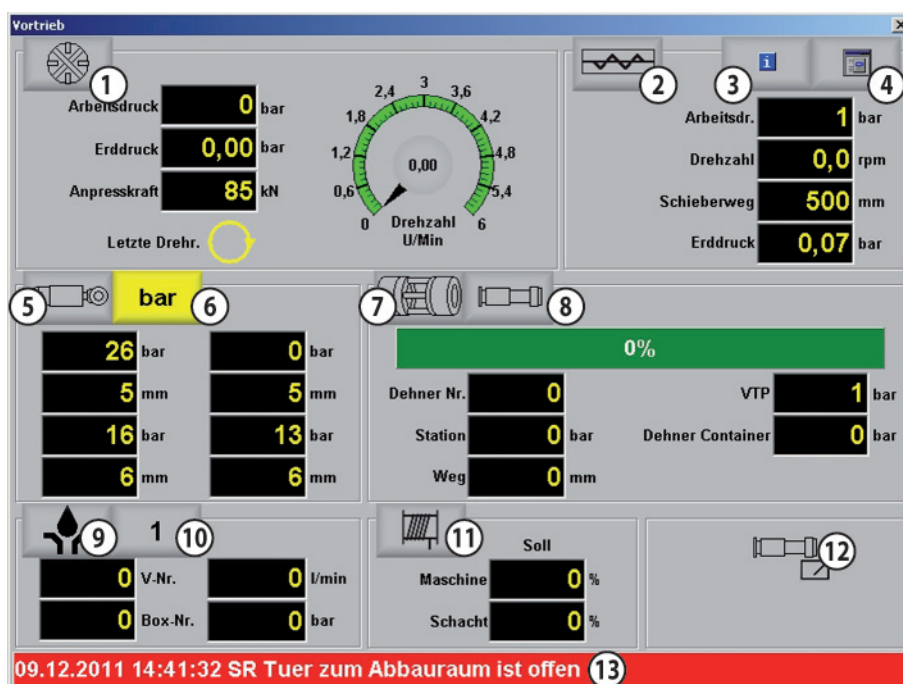 Vortrieb
1
Arbeitsdruck 0 bar
Erddruck 0,00 bar
Anpresskraft 85 kN
Letzte Drehr.
0 0,6 1,2 1,8 2,4 3 3,6 4,2 4,8 5,4 6
0,00
Drehzahl
U/Min
2 3 i 4
Arbeitsdr. 1 bar
Drehzahl 0,0 rpm
Schieberweg 500 mm
Erddruck 0,07 bar
5 bar 6
26 bar 0 bar
5 mm 5 mm
16 bar 13 bar
6 mm 6 mm
7 8
0%
Dehner Nr. 0 VTP 1 bar
Station 0 bar Dehner Container 0 bar
Weg 0 mm
9 1 10
0 V-Nr. 0 l/min
0 Box-Nr. 0 bar
11
Soll
Maschine 0 %
Schacht 0 %
12
09.12.2011 14:41:32 SR Tuer zum Abbauraum ist offen 13